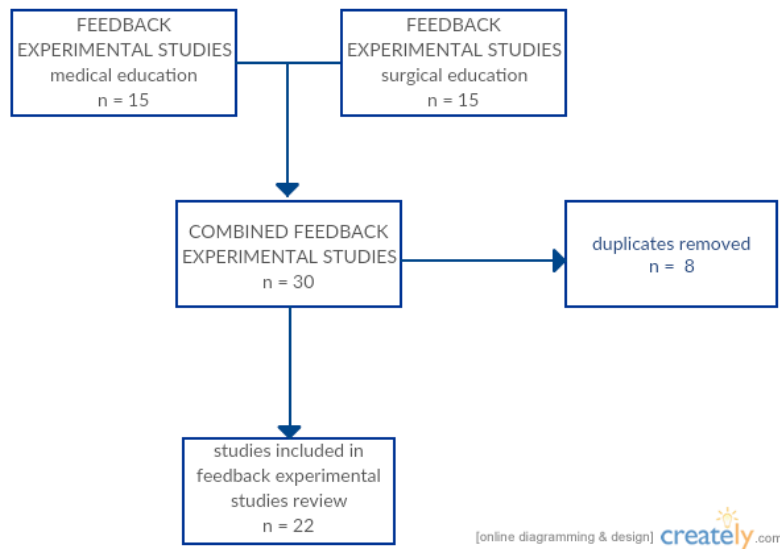 FEEDBACK
EXPERIMENTAL STUDIES
medical education
n = 15
FEEDBACK
EXPERIMENTAL STUDIES
surgical education
n = 15
COMBINED FEEDBACK
EXPERIMENTAL STUDIES
n = 30
duplicates removed
n = 8
studies included in
feedback experimental
studies review
n = 22
[online diagramming & design] creately.com